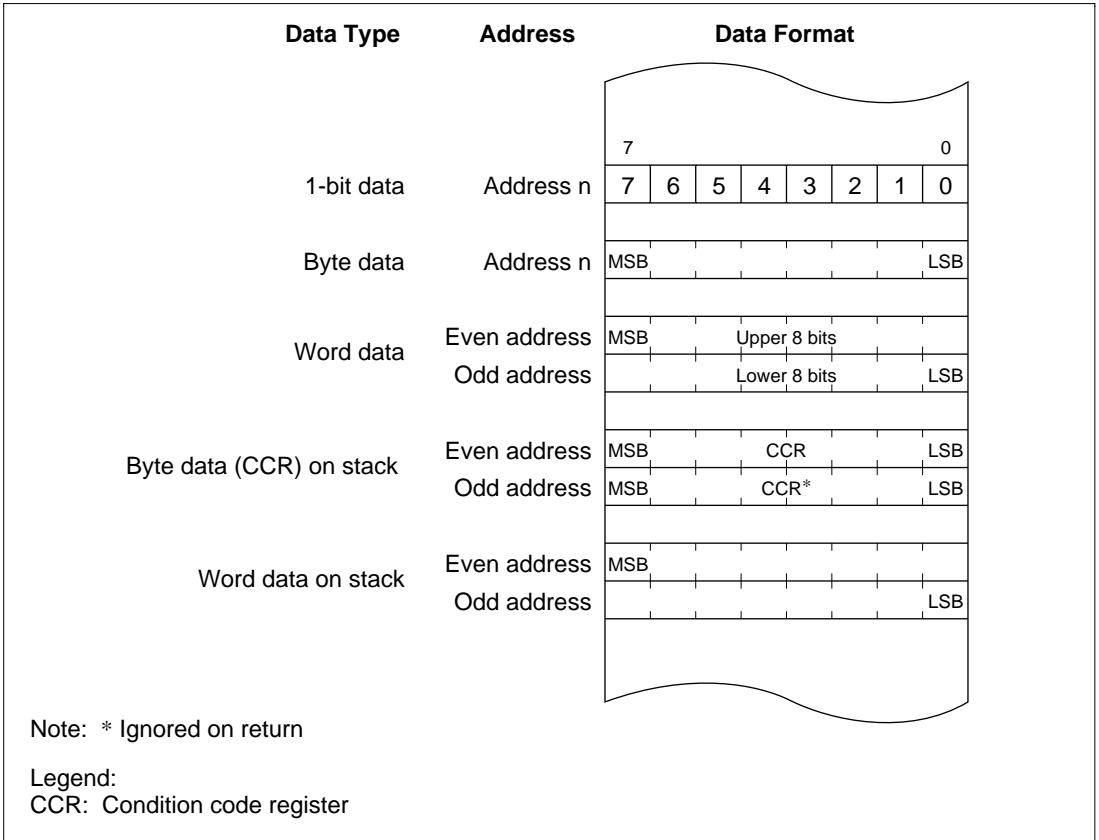 Data Type Address Data Format
7 0
1-bit data Address n 7 6 5 4 3 2 1 0
Byte data Address n MSB LSB
Word data
Even address MSB Upper 8 bits
Odd address Lower 8 bits LSB
Byte data (CCR) on stack
Even address MSB CCR LSB
Odd address MSB CCR* LSB
Word data on stack
Even address MSB
Odd address LSB
Note: * Ignored on return
Legend:
CCR: Condition code register